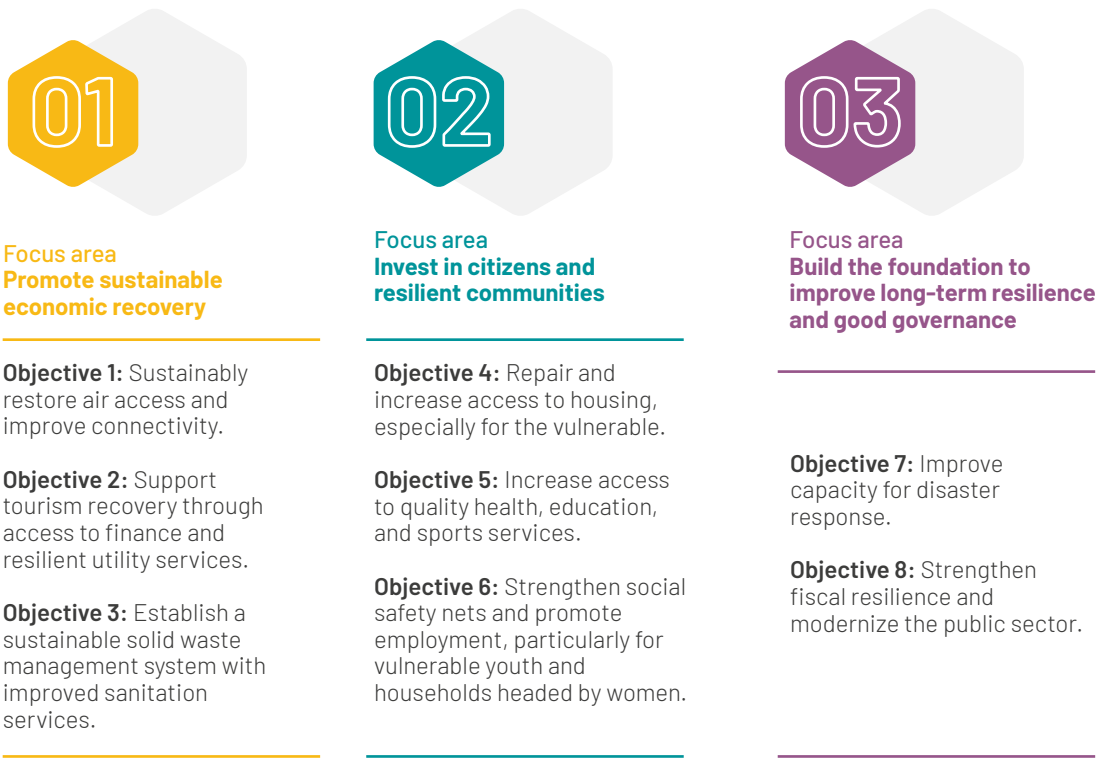 01
Focus area
Promote sustainable
economic recovery
Objective 1: Sustainably
restore air access and
improve connectivity.
Objective 2: Support
tourism recovery through
access to finance and
resilient utility services.
Objective 3: Establish a
sustainable solid waste
management system with
improved sanitation
services.
02
Focus area
Invest in citizens and
resilient communities
Objective 4: Repair and
increase access to housing,
especially for the vulnerable.
Objective 5: Increase access
to quality health, education,
and sports services.
Objective 6: Strengthen social
safety nets and promote
employment, particularly for
vulnerable youth and
households headed by women.
03
Focus area
Build the foundation to
improve long-term resilience
and good governance
Objective 7: Improve
capacity for disaster
response.
Objective 8: Strengthen
fiscal resilience and
modernize the public sector.